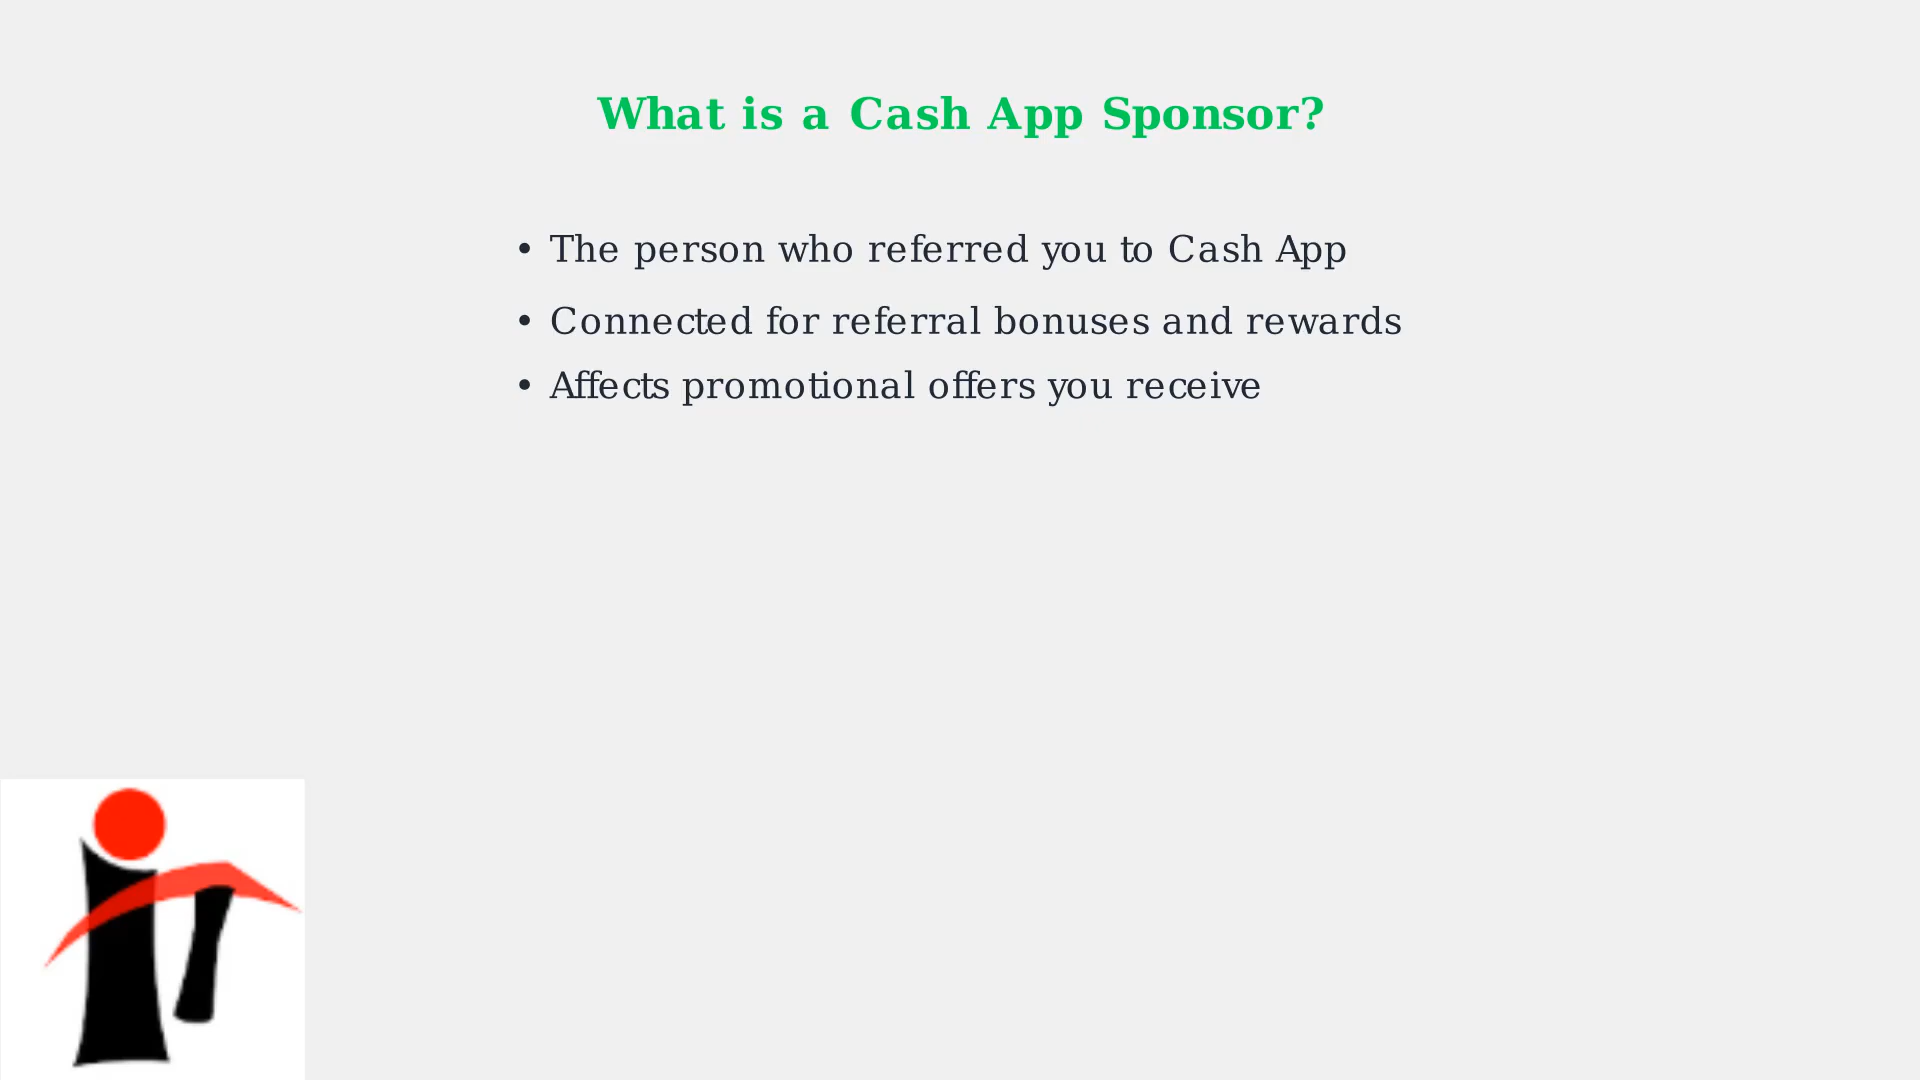 What is a Cash App Sponsor?
• The person who referred you to Cash App
• Connected for referral bonuses and rewards
• Affects promotional offers you receive